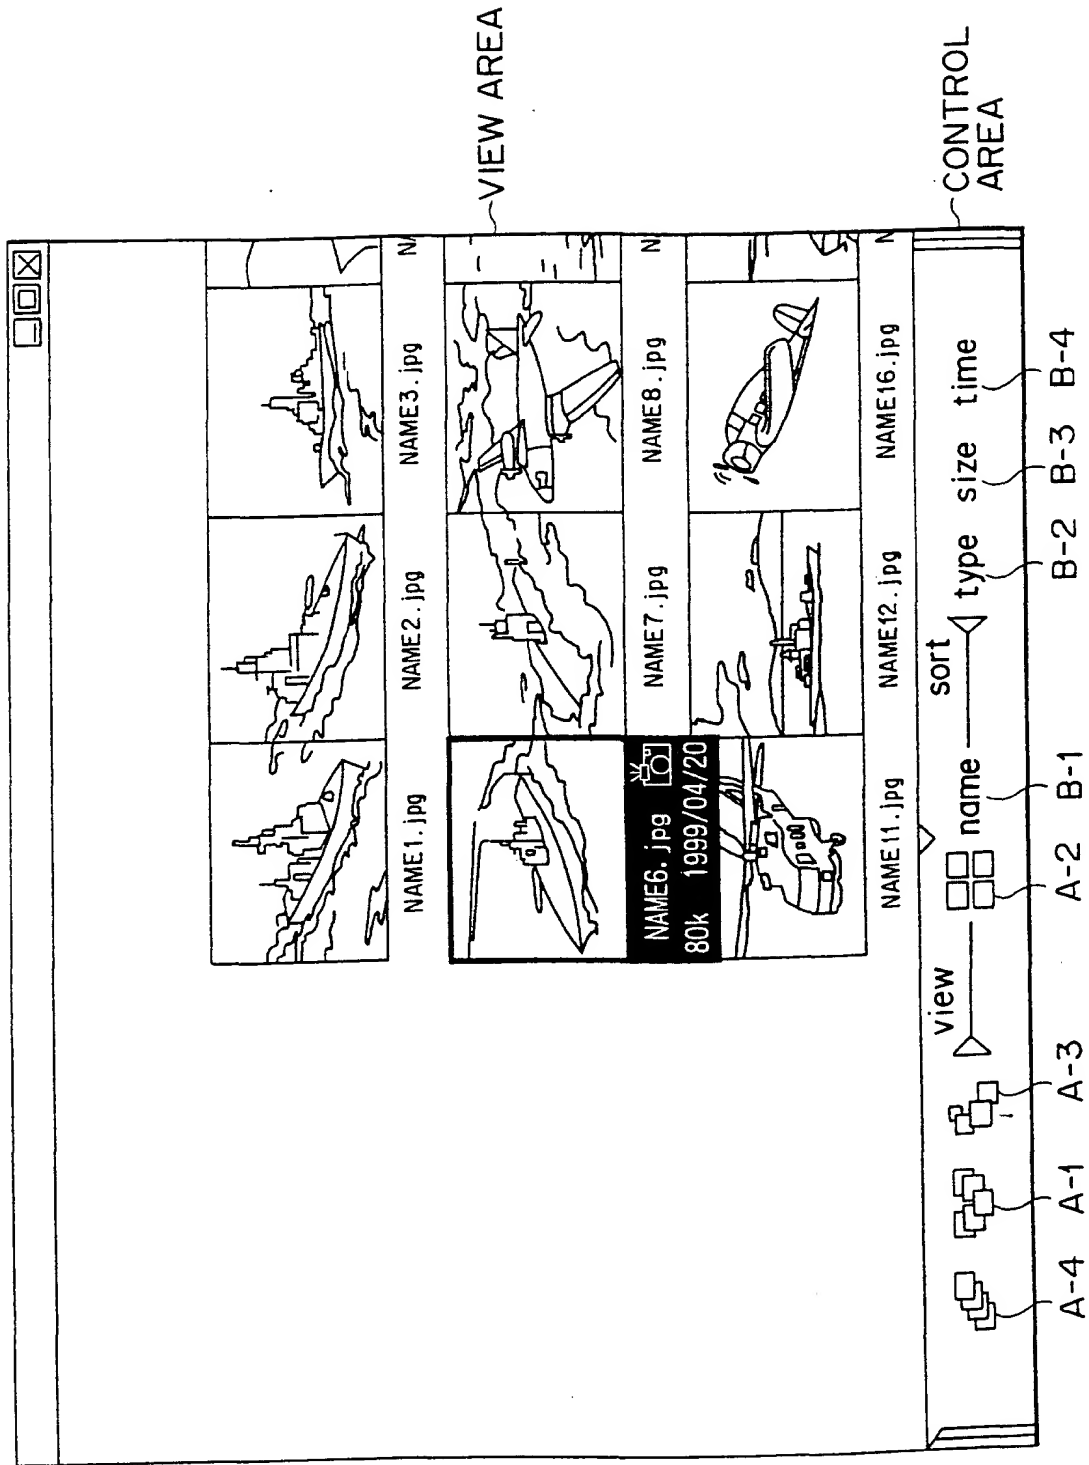 NAME1.jpg NAME2.jpg NAME3.jpg NA
NAME6.jpg NAME7.jpg NAME8.jpg N
80k 1999/04/20
NAME11.jpg NAME12.jpg NAME16.jpg N
VIEW AREA
view sort
name type size time
CONTROL
AREA
A-4 A-1 A-3 A-2 B-1 B-2 B-3 B-4